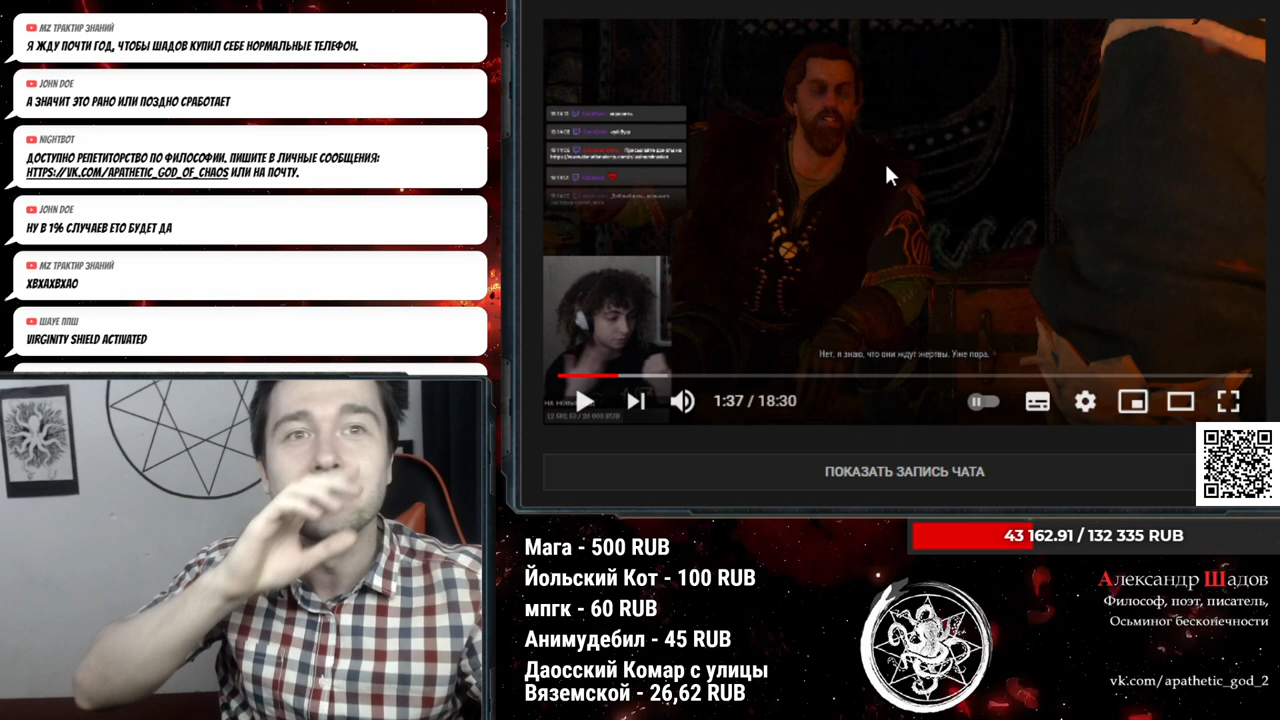 MZ ТРАКТИР ЗНАНИЙ
Я ЖДУ ПОЧТИ ГОД, ЧТОБЫ ШАДОВ КУПИЛ СЕБЕ НОРМАЛЬНЫЕ ТЕЛЕФОН.
JOHN DOE
А ЗНАЧИТ ЭТО РАНО ИЛИ ПОЗДНО СРАБОТАЕТ
NIGHTBOT
ДОСТУПНО РЕПЕТИТОРСТВО ПО ФИЛОСОФИИ. ПИШИТЕ В ЛИЧНЫЕ СООБЩЕНИЯ:
HTTPS://VK.COM/APATHETIC_GOD_OF_CHAOS ИЛИ НА ПОЧТУ.
JOHN DOE
НУ В 1% СЛУЧАЕВ ЕТО БУДЕТ ДА
MZ ТРАКТИР ЗНАНИЙ
ХВХАХВХАО
ШАУЕ ППШ
VIRGINITY SHIELD ACTIVATED
Нет, я знаю, что они ждут жертвы. Уже пора.
1:37 / 18:30
ПОКАЗАТЬ ЗАПИСЬ ЧАТА
Мага - 500 RUB
Йольский Кот - 100 RUB
мпгк - 60 RUB
Анимудебил - 45 RUB
Даосский Комар с улицы
Вяземской - 26,62 RUB
43 162.91 / 132 335 RUB
Александр Шадов
Философ, поэт, писатель,
Осьминог бесконечности
vk.com/apathetic_god_2